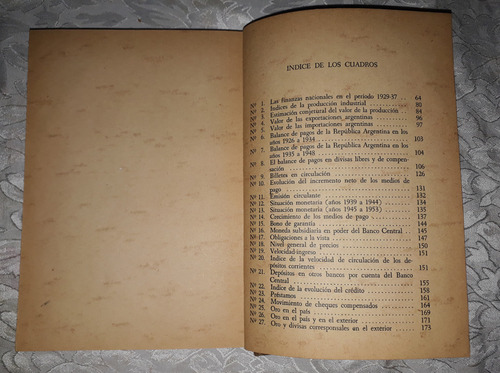 INDICE DE LOS CUADROS
Nº 1. Las finanzas nacionales en el período 1929-37 .. 64
Nº 2. Indices de la producción industrial ........ 80
Nº 3. Estimación conjetural del valor de la producción 84
Nº 4. Valor de las exportaciones argentinas ........ 96
Nº 5. Valor de las importaciones argentinas ........ 97
Nº 6. Balance de pagos de la República Argentina en los
años 1926 a 1934 ........ 103
Nº 7. Balance de pagos de la República Argentina en los
años 1935 a 1948 ........ 104
Nº 8. El balance de pagos en divisas libres y de compen-
sación ........ 106
Nº 9. Billetes en circulación ........ 126
Nº 10. Evolución del incremento neto de los medios de
pago ........ 131
Nº 11. Emisión circulante ........ 132
Nº 12. Situación monetaria (años 1939 a 1944) ........ 134
Nº 13. Situación monetaria (años 1945 a 1953) ........ 137
Nº 14. Crecimiento de los medios de pago ........ 145
Nº 15. Bono de garantía ........ 144
Nº 16. Moneda subsidiaria en poder del Banco Central 145
Nº 17. Obligaciones a la vista ........ 147
Nº 18. Nivel general de precios ........ 150
Nº 19. Velocidad-ingreso ........ 151
Nº 20. Indice de la velocidad de circulación de los de-
pósitos corrientes ........ 151
Nº 21. Depósitos en otros bancos por cuenta del Banco
Central ........ 155
Nº 22. Indice de la evolución del crédito ........ 158
Nº 23. Préstamos ........ 161
Nº 24. Movimiento de cheques compensados ........ 164
Nº 25. Oro en el país ........ 169
Nº 26. Oro en el país y en el exterior ........ 171
Nº 27. Oro y divisas corresponsales en el exterior .. 173